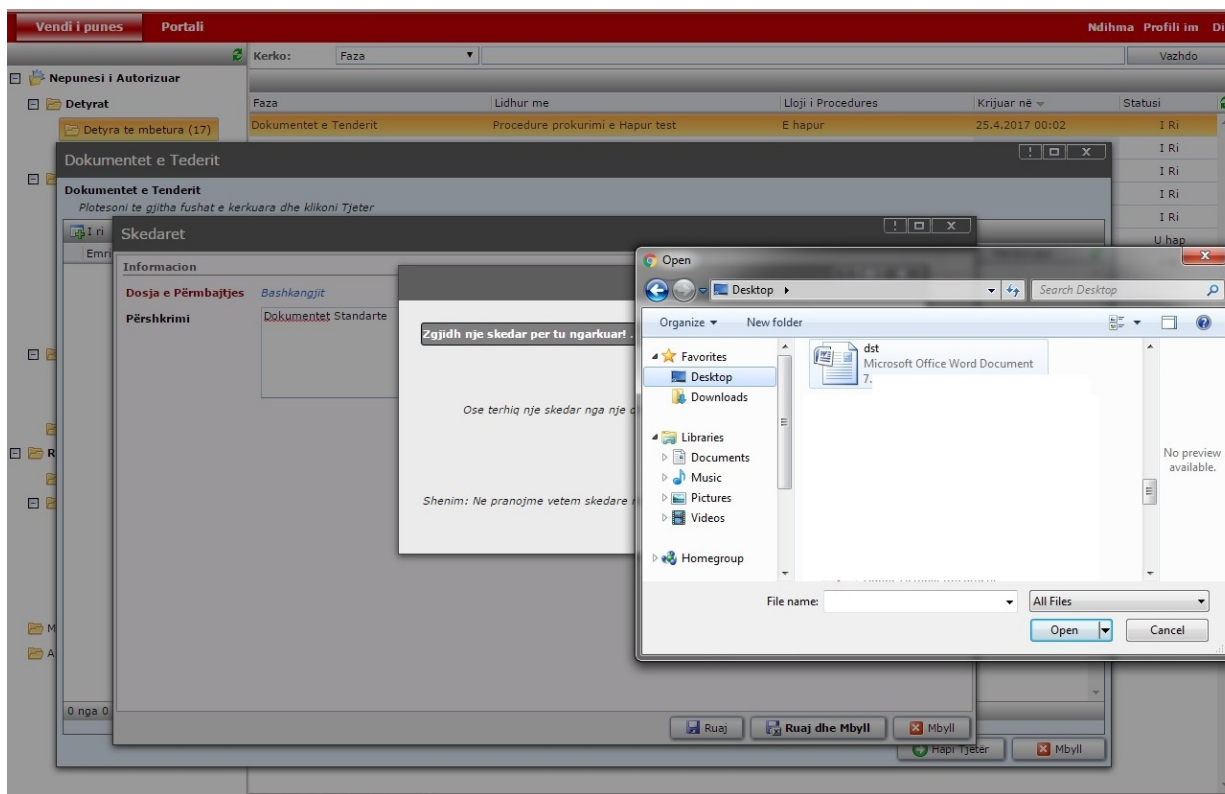 Vendi i punes Portali Ndihma Profili im
Kerko: Faza Vazhdo
Nepunesi i Autorizuar
Detyrat
Faza Lidhur me Lloji i Procedures Krijuar në Statusi
Detyra te mbetura (17) Dokumentet e Tenderit Procedure prokurimi e Hapur test E hapur 25.4.2017 00:02 I Ri
I Ri
Dokumentet e Tederit
I Ri
Dokumentet e Tenderit
I Ri
Plotesoni te gjitha fushat e kerkuara dhe klikoni Tjeter
I Ri
I ri
Skedaret
U hap
Emri
Informacion
Dosja e Përmbajtjes Bashkangjit
Përshkrimi Dokumentet Standarte
Zgjidh nje skedar per tu ngarkuar! .
Ose terhiq nje skedar nga nje
Shenim: Ne pranojme vetem skedare
Open
Desktop Search Desktop
Organize New folder
Favorites
Desktop
Downloads
Libraries
Documents
Music
Pictures
Videos
Homegroup
dst
Microsoft Office Word Document
7.
No preview
available.
File name: All Files
Open Cancel
0 nga 0
Ruaj Ruaj dhe Mbyll Mbyll
Hapi Tjeter Mbyll